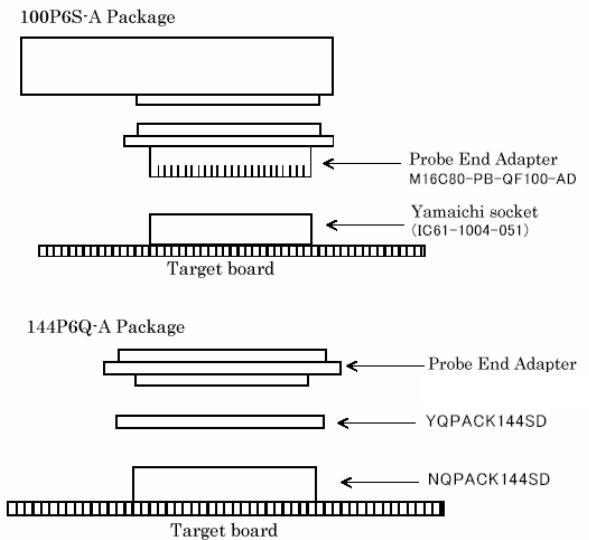 100P6S-A Package
Probe End Adapter
M16C80-PB-QF100-AD
Yamaichi socket
(IC61-1004-051)
Target board
144P6Q-A Package
Probe End Adapter
YQPACK144SD
NQPACK144SD
Target board